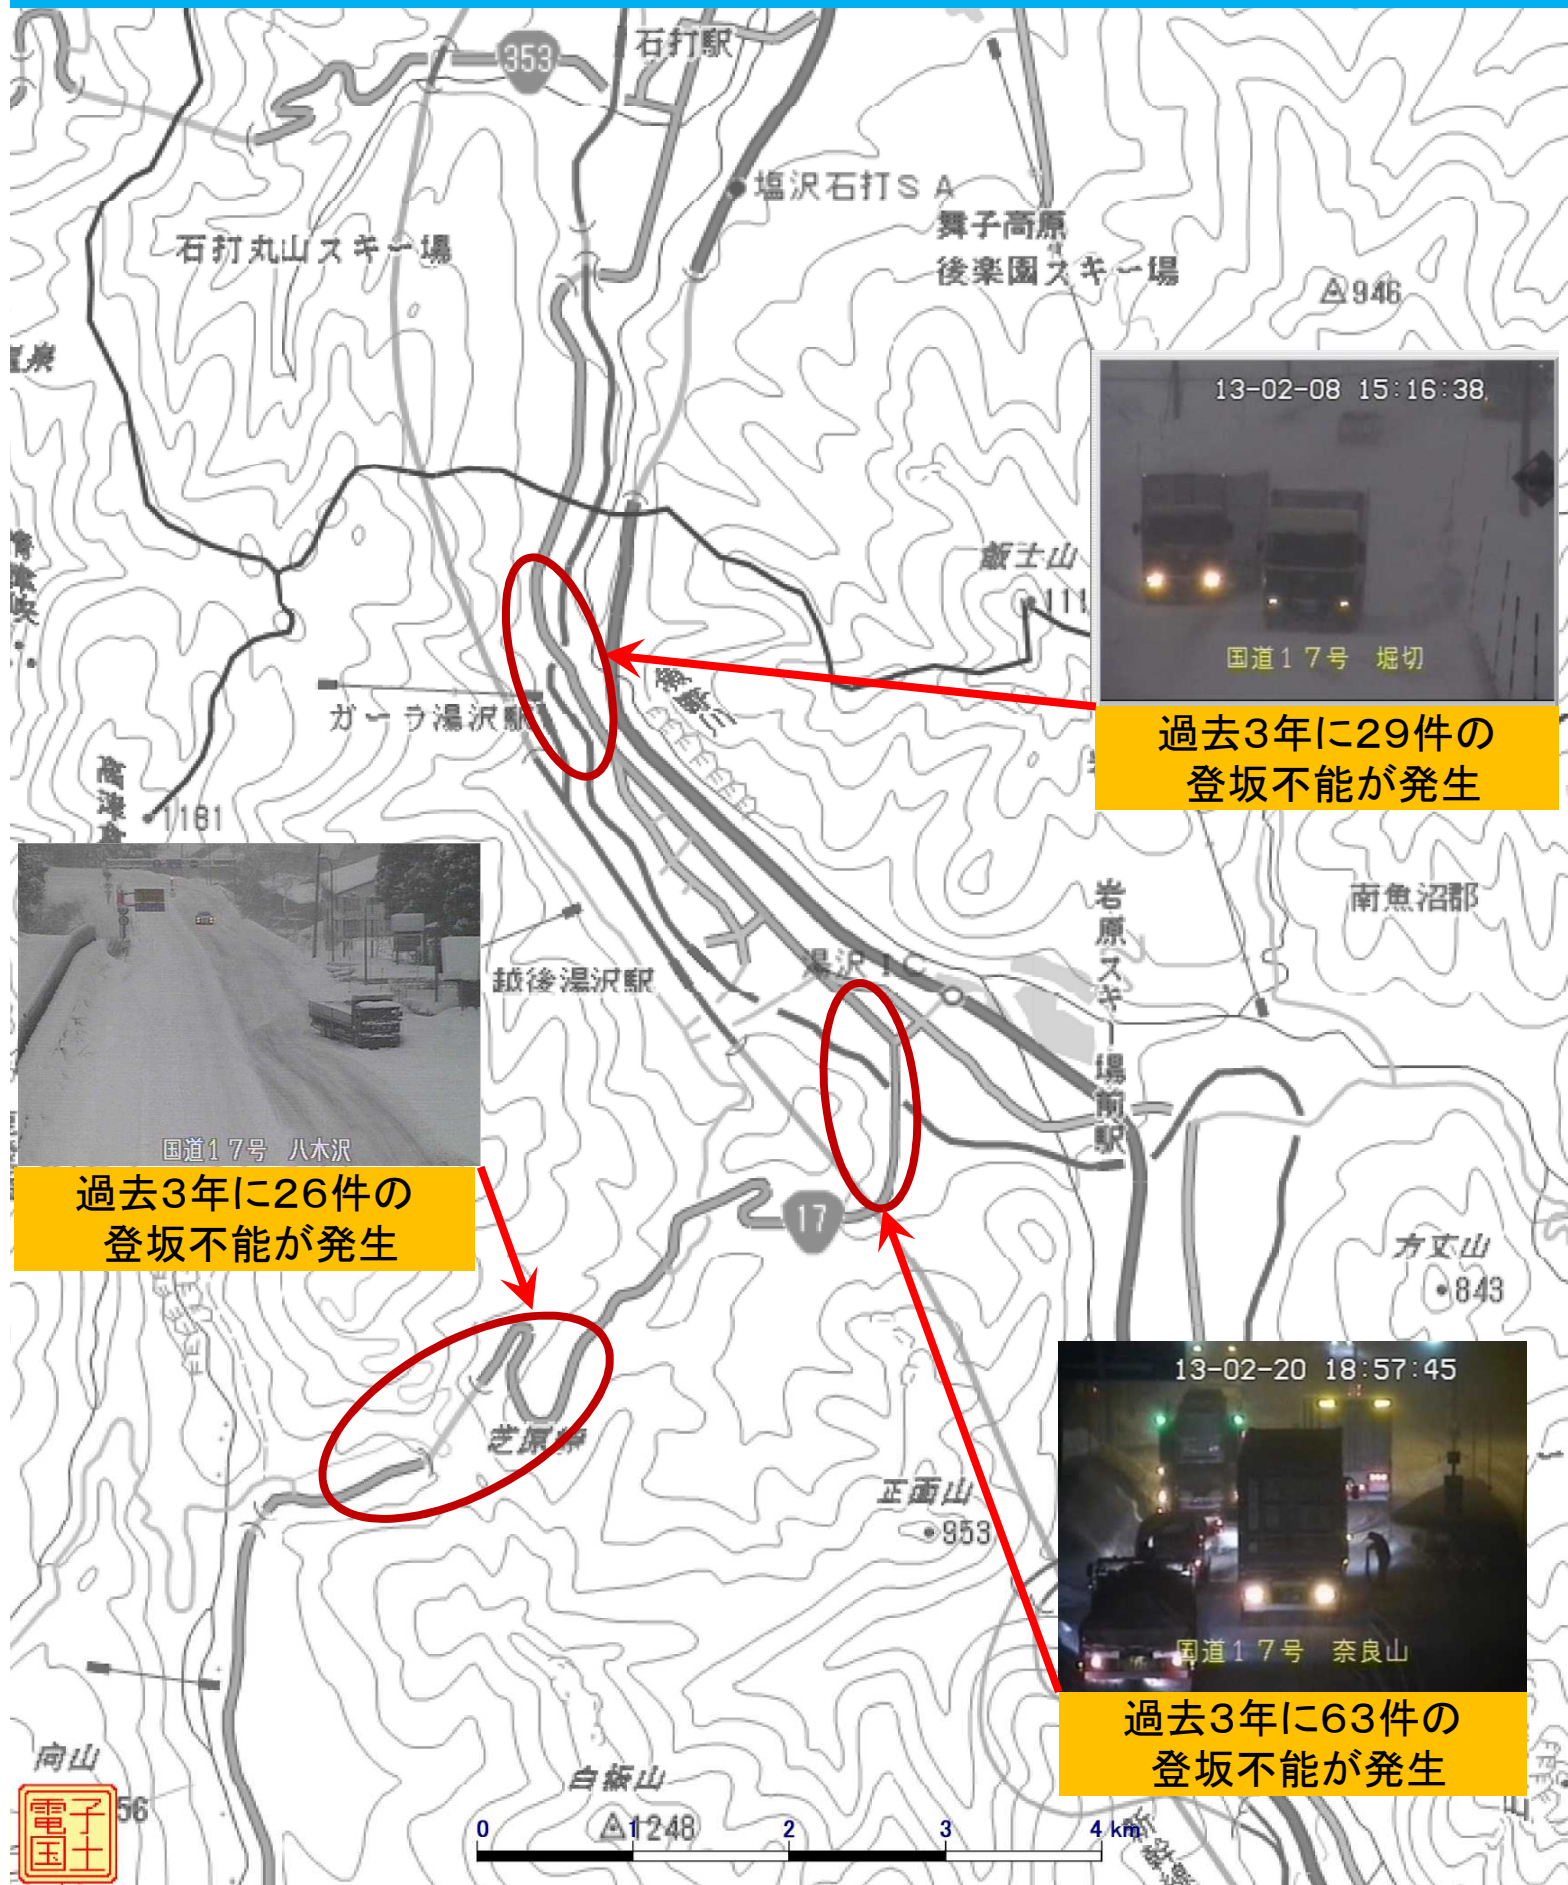 353
石打駅
塩沢石打ＳＡ
舞子高原
後楽園スキー場
石打丸山スキー場
946
13-02-08 15:16:38
国道１７号 堀切
過去３年に２９件の
登坂不能が発生
飯士山
ガーラ湯沢駅
1181
南魚沼郡
岩原スキー場前駅
越後湯沢駅
湯沢ＩＣ
国道１７号 八木沢
過去３年に２６件の
登坂不能が発生
17
方丈山
843
芝原峠
正面山
953
13-02-20 18:57:45
国道１７号 奈良山
過去３年に６３件の
登坂不能が発生
向山
56
白板山
1248
0 1 2 3 4 km
電子
国土